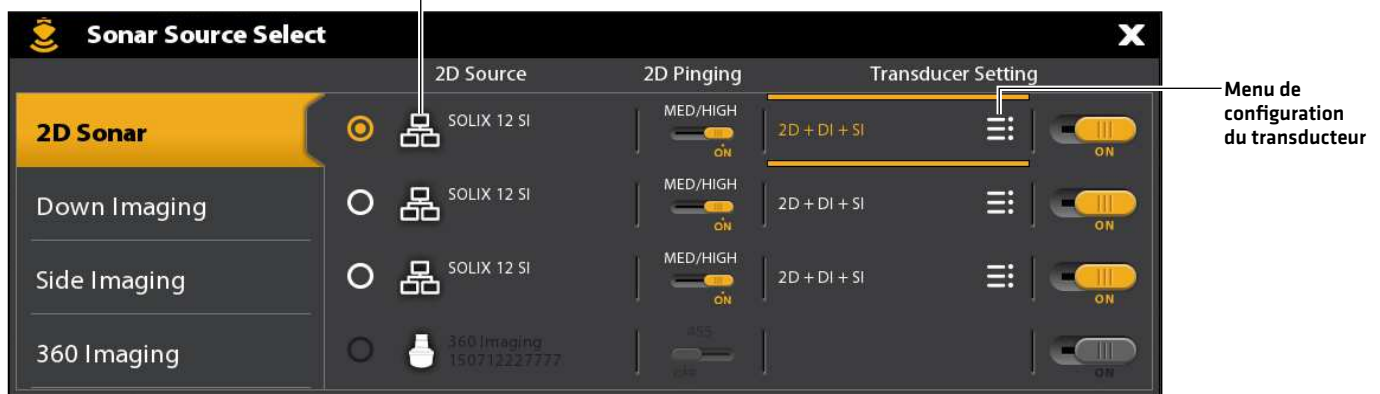 Sonar Source Select
2D Source 2D Pinging Transducer Setting
2D Sonar
SOLIX 12 SI
MED/HIGH
ON
2D + DI + SI
ON
Menu de
configuration
du transducteur
Down Imaging
SOLIX 12 SI
MED/HIGH
ON
2D + DI + SI
ON
Side Imaging
SOLIX 12 SI
MED/HIGH
ON
2D + DI + SI
ON
360 Imaging
360 Imaging
150712227777
455
ON